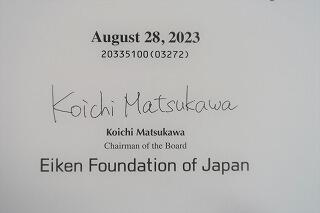 August 28, 2023
20335100(03272)
Koichi Matsukawa
Koichi Matsukawa
Chairman of the Board
Eiken Foundation of Japan